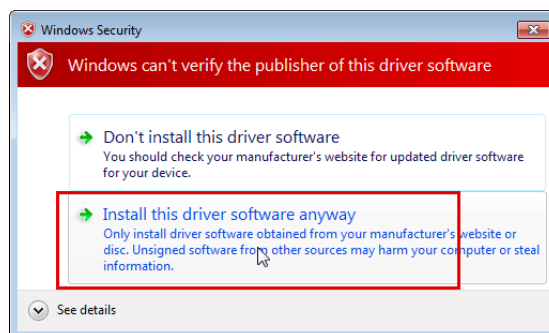 Windows Security
Windows can't verify the publisher of this driver software
Don't install this driver software
You should check your manufacturer's website for updated driver software
for your device.
Install this driver software anyway
Only install driver software obtained from your manufacturer's website or
disc. Unsigned software from other sources may harm your computer or steal
information.
See details